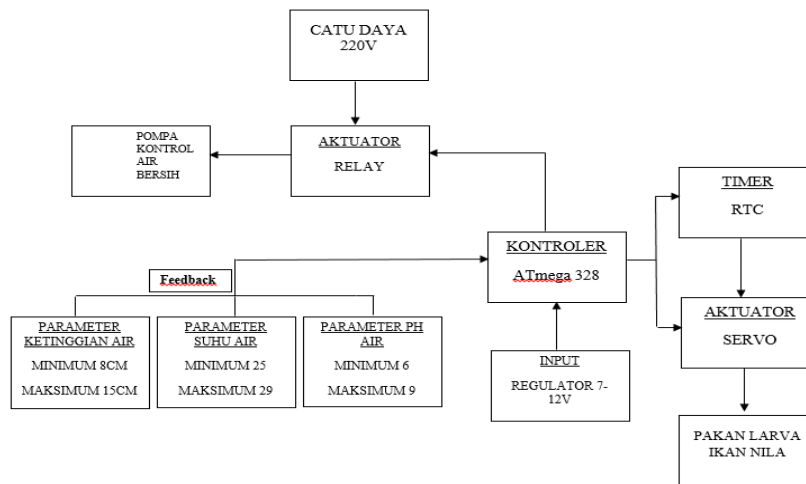 CATU DAYA
220V
POMPA
KONTROL
AIR
BERSIH
AKTUATOR
RELAY
TIMER
RTC
KONTROLER
ATmega 328
Feedback
PARAMETER
KETINGGIAN AIR
MINIMUM 8CM
MAKSIMUM 15CM
PARAMETER
SUHU AIR
MINIMUM 25
MAKSIMUM 29
PARAMETER PH
AIR
MINIMUM 6
MAKSIMUM 9
INPUT
REGULATOR 7-
12V
AKTUATOR
SERVO
PAKAN LARVA
IKAN NILA